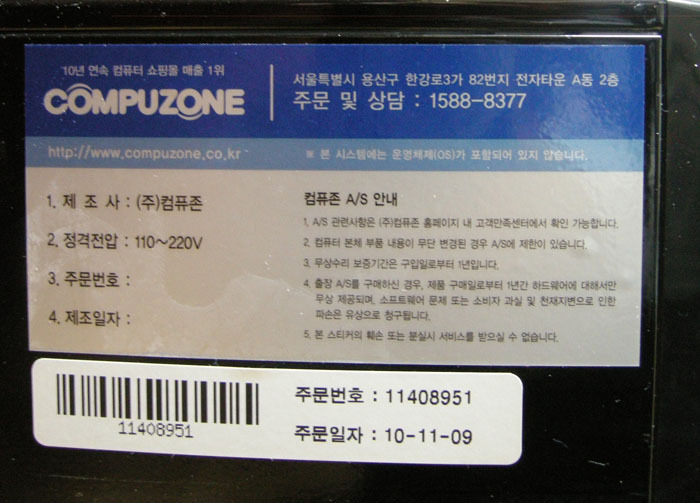 10년 연속 컴퓨터 쇼핑몰 매출 1위
COMPUZONE
서울특별시 용산구 한강로3가 82번지 전자타운 A동 2층
주문 및 상담 : 1588-8377
http://www.compuzone.co.kr
※ 본 시스템에는 운영체제(OS)가 포함되어 있지 않습니다.
1. 제 조 사 : (주)컴퓨존
2. 정격전압 : 110~220V
3. 주문번호 :
4. 제조일자 :
컴퓨존 A/S 안내
1. A/S 관련사항은 (주)컴퓨존 홈페이지 내 고객만족센터에서 확인 가능합니다.
2. 컴퓨터 본체 부품 내용이 무단 변경된 경우 A/S에 제한이 있습니다.
3. 무상수리 보증기간은 구입일로부터 1년입니다.
4. 출장 A/S를 구매하신 경우, 제품 구매일로부터 1년간 하드웨어에 대해서만
무상 제공되며, 소프트웨어 문제 또는 소비자 과실 및 천재지변으로 인한
파손은 유상으로 청구됩니다.
5. 본 스티커의 훼손 또는 분실시 서비스를 받으실 수 없습니다.
11408951
주문번호 : 11408951
주문일자 : 10-11-09